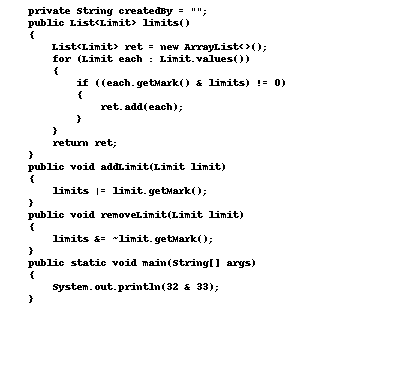 private String createdBy = "";
public List<Limit> limits()
{
List<Limit> ret = new ArrayList<>();
for (Limit each : Limit.values())
{
if ((each.getMark() & limits) != 0)
{
ret.add(each);
}
}
return ret;
}
public void addLimit(Limit limit)
{
limits |= limit.getMark();
}
public void removeLimit(Limit limit)
{
limits &= ~limit.getMark();
}
public static void main(String[] args)
{
System.out.println(32 & 33);
}